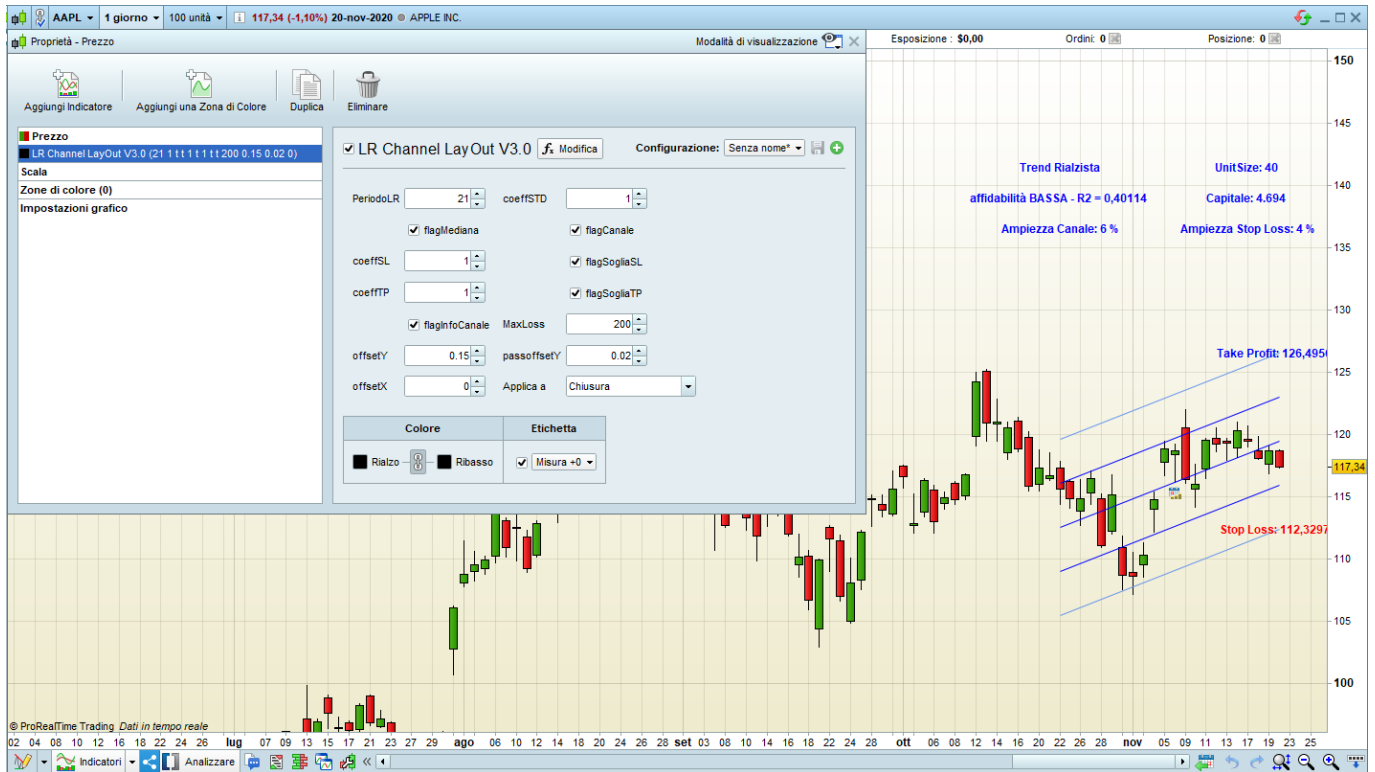 AAPL 1 giorno 100 unità i 117,34 (-1,10%) 20-nov-2020 APPLE INC.
Proprietà - Prezzo Modalità di visualizzazione
Esposizione : $0,00 Ordini: 0 Posizione: 0
Aggiungi Indicatore Aggiungi una Zona di Colore Duplica Eliminare
Prezzo
LR Channel LayOut V3.0 (21 1 t t 1 t 1 t t 200 0.15 0.02 0)
Scala
Zone di colore (0)
Impostazioni grafico
LR Channel LayOut V3.0 fx Modifica Configurazione: Senza nome*
PeriodoLR 21 coeffSTD 1
flagMediana flagCanale
coeffSL 1 flagSogliaSL
coeffTP 1 flagSogliaTP
flagInfoCanale MaxLoss 200
offsetY 0.15 passoffsetY 0.02
offsetX 0 Applica a Chiusura
Colore Etichetta
Rialzo Ribasso Misura +0
Trend Rialzista UnitSize: 40
affidabilità BASSA - R2 = 0,40114 Capitale: 4.694
Ampiezza Canale: 6 % Ampiezza Stop Loss: 4 %
Take Profit: 126,495
Stop Loss: 112,3297
150
145
140
135
130
125
120
117,34
115
110
105
100
© ProRealTime Trading Dati in tempo reale
02 04 08 10 12 16 18 22 24 26 lug 07 09 13 15 17 21 23 27 29 ago 06 10 12 14 18 20 24 26 28 set 03 08 10 14 16 18 22 24 28 ott 06 08 12 14 16 20 22 26 28 nov 05 09 11 13 17 19 23 25
Indicatori Analizzare